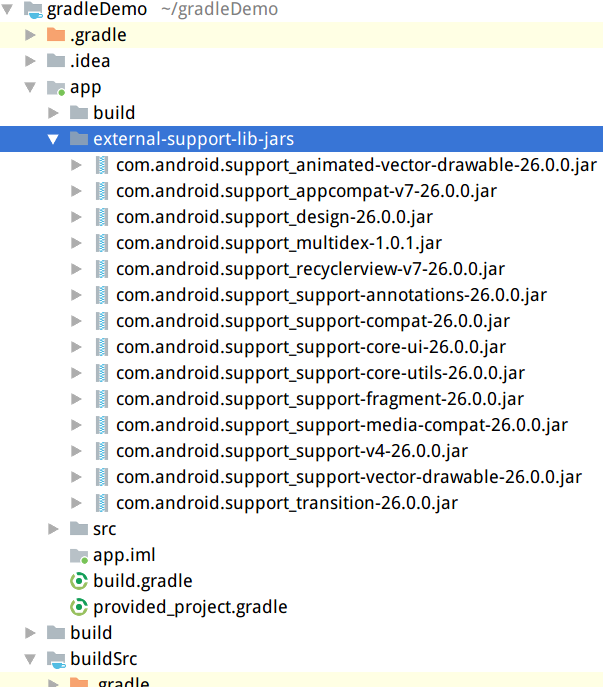 gradleDemo ~/gradleDemo
.gradle
.idea
app
build
external-support-lib-jars
com.android.support_animated-vector-drawable-26.0.0.jar
com.android.support_appcompat-v7-26.0.0.jar
com.android.support_design-26.0.0.jar
com.android.support_multidex-1.0.1.jar
com.android.support_recyclerview-v7-26.0.0.jar
com.android.support_support-annotations-26.0.0.jar
com.android.support_support-compat-26.0.0.jar
com.android.support_support-core-ui-26.0.0.jar
com.android.support_support-core-utils-26.0.0.jar
com.android.support_support-fragment-26.0.0.jar
com.android.support_support-media-compat-26.0.0.jar
com.android.support_support-v4-26.0.0.jar
com.android.support_support-vector-drawable-26.0.0.jar
com.android.support_transition-26.0.0.jar
src
app.iml
build.gradle
provided_project.gradle
build
buildSrc
.gradle